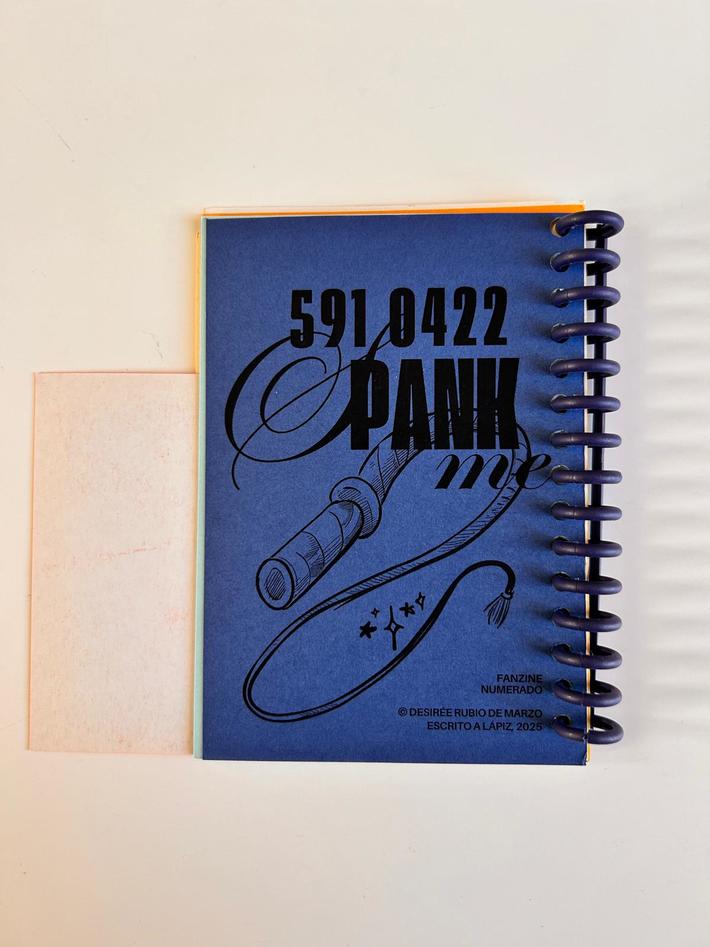 591 0422
SPANK
me
FANZINE
NUMERADO
© DESIRÉE RUBIO DE MARZO
ESCRITO A LÁPIZ, 2025